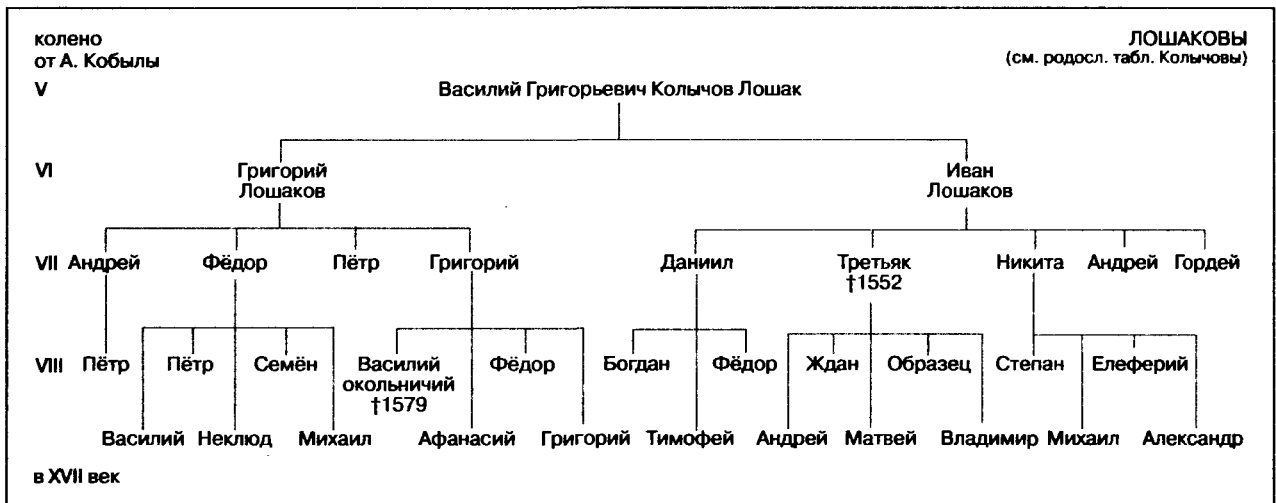 колено
от А. Кобылы
ЛОШАКОВЫ
(см. родосл. табл. Колычовы)
V Василий Григорьевич Колычов Лошак
VI Григорий Лошаков Иван Лошаков
VII Андрей Фёдор Пётр Григорий Даниил Третьяк Никита Андрей Гордей
†1552
VIII Пётр Пётр Семён Василий Фёдор Богдан Фёдор Ждан Образец Степан Елеферий
окольничий
†1579
Василий Неклюд Михаил Афанасий Григорий Тимофей Андрей Матвей Владимир Михаил Александр
в XVII век